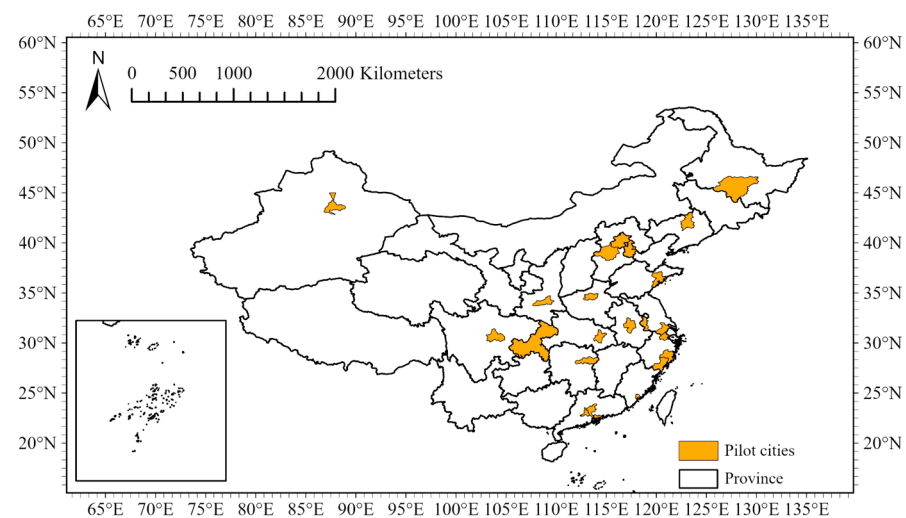 65°E 70°E 75°E 80°E 85°E 90°E 95°E 100°E 105°E 110°E 115°E 120°E 125°E 130°E 135°E
60°N 60°N
N
0 500 1000 2000 Kilometers
55°N 55°N
50°N 50°N
45°N 45°N
40°N 40°N
35°N 35°N
30°N 30°N
25°N 25°N
20°N 20°N
Pilot cities
Province
65°E 70°E 75°E 80°E 85°E 90°E 95°E 100°E 105°E 110°E 115°E 120°E 125°E 130°E 135°E